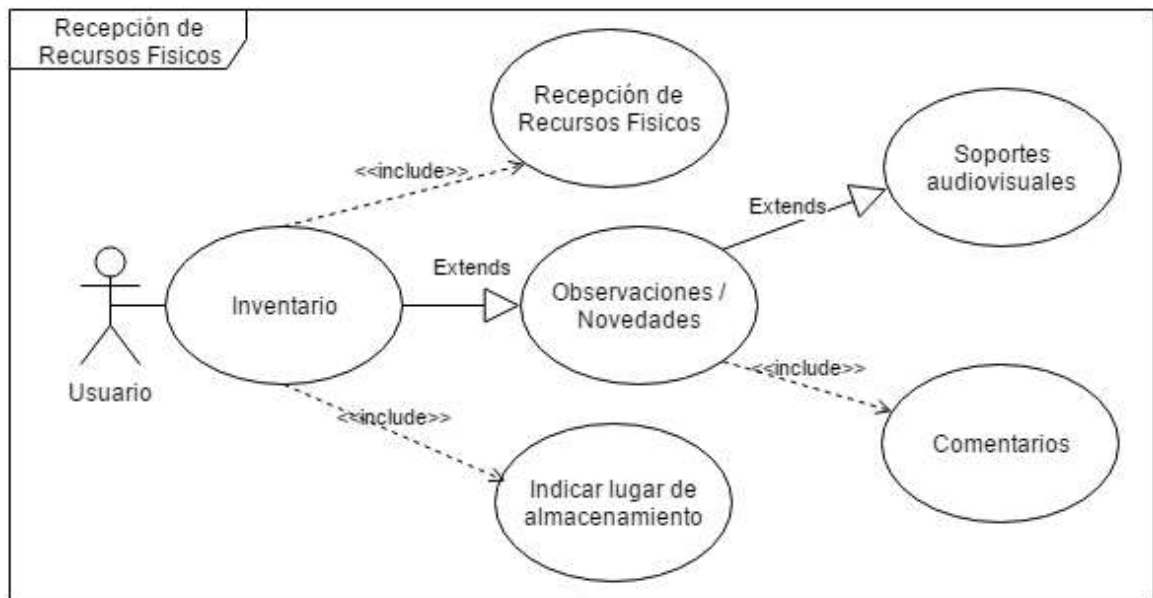 Recepción de
Recursos Fisicos
Recepción de
Recursos Fisicos
<<include>>
Soportes
audiovisuales
Extends
Extends
Observaciones /
Novedades
Inventario
Usuario
<<include>>
<<include>>
Comentarios
Indicar lugar de
almacenamiento